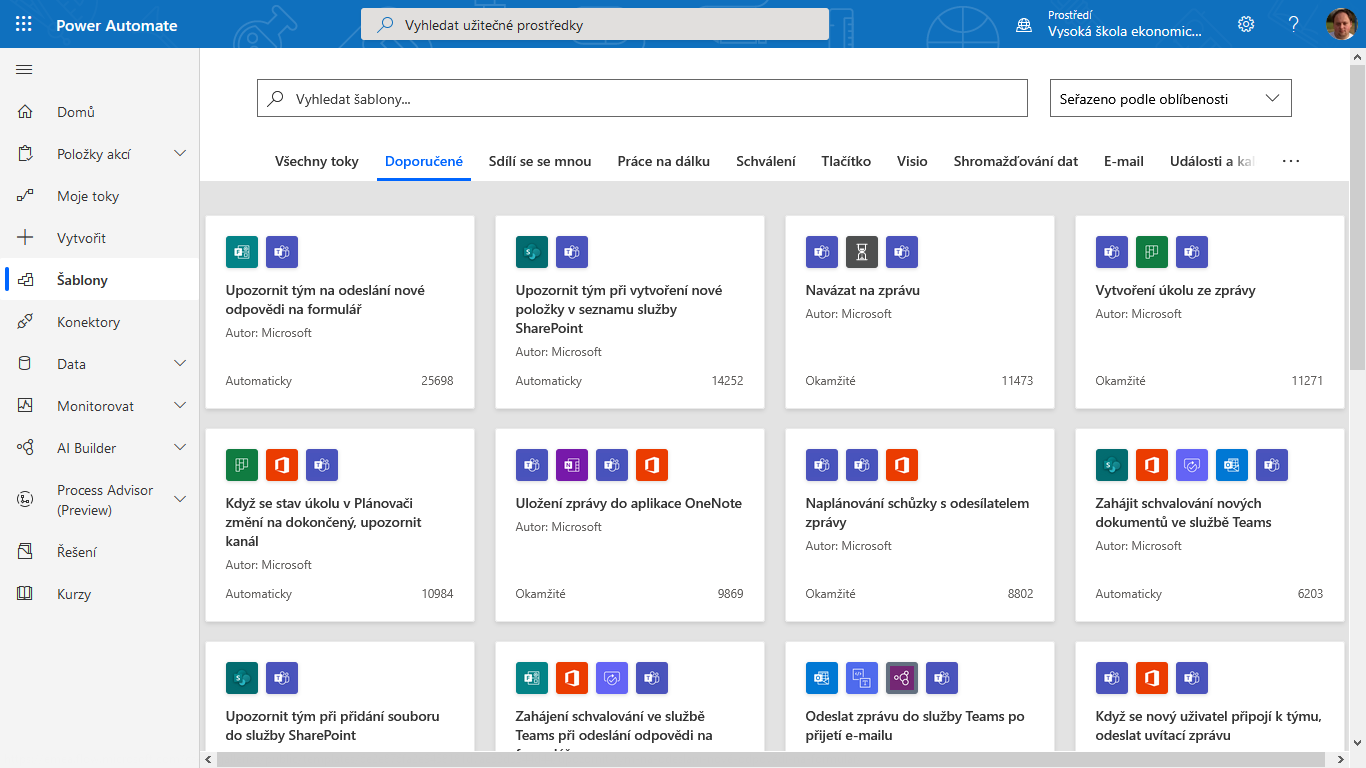 Power Automate
Vyhledat užitečné prostředky
Prostředí
Vysoká škola ekonomic...
?
Domů
Položky akcí
Moje toky
Vytvořit
Šablony
Konektory
Data
Monitorovat
AI Builder
Process Advisor
(Preview)
Řešení
Kurzy
Vyhledat šablony...
Seřazeno podle oblíbenosti
Všechny toky
Doporučené
Sdílí se se mnou
Práce na dálku
Schválení
Tlačítko
Visio
Shromažďování dat
E-mail
Události a kal
...
Upozornit tým na odeslání nové
odpovědi na formulář
Autor: Microsoft
Automaticky 25698
Upozornit tým při vytvoření nové
položky v seznamu služby
SharePoint
Autor: Microsoft
Automaticky 14252
Navázat na zprávu
Autor: Microsoft
Okamžité 11473
Vytvoření úkolu ze zprávy
Autor: Microsoft
Okamžité 11271
Když se stav úkolu v Plánovači
změní na dokončený, upozornit
kanál
Autor: Microsoft
Automaticky 10984
Uložení zprávy do aplikace OneNote
Autor: Microsoft
Okamžité 9869
Naplánování schůzky s odesílatelem
zprávy
Autor: Microsoft
Okamžité 8802
Zahájit schvalování nových
dokumentů ve službě Teams
Autor: Microsoft
Automaticky 6203
Upozornit tým při přidání souboru
do služby SharePoint
Zahájení schvalování ve službě
Teams při odeslání odpovědi na
Odeslat zprávu do služby Teams po
přijetí e-mailu
Když se nový uživatel připojí k týmu,
odeslat uvítací zprávu